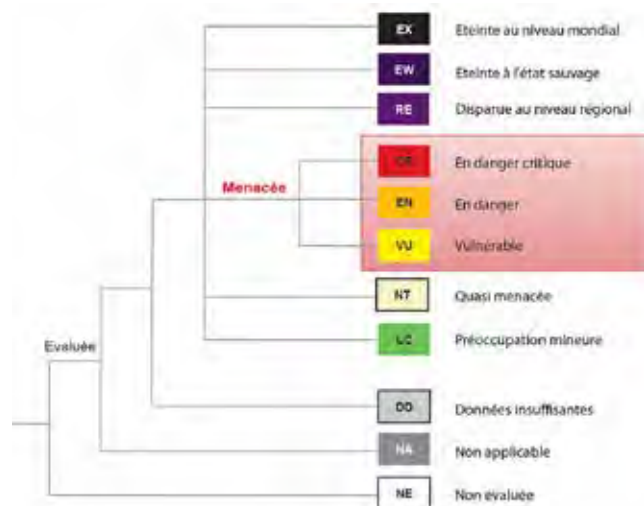 EX Eteinte au niveau mondial
EW Eteinte à l'état sauvage
RE Disparue au niveau régional
CR En danger critique
Menacée
EN En danger
VU Vulnérable
NT Quasi menacée
LC Préoccupation mineure
Evaluée
DD Données insuffisantes
NA Non applicable
NE Non évaluée